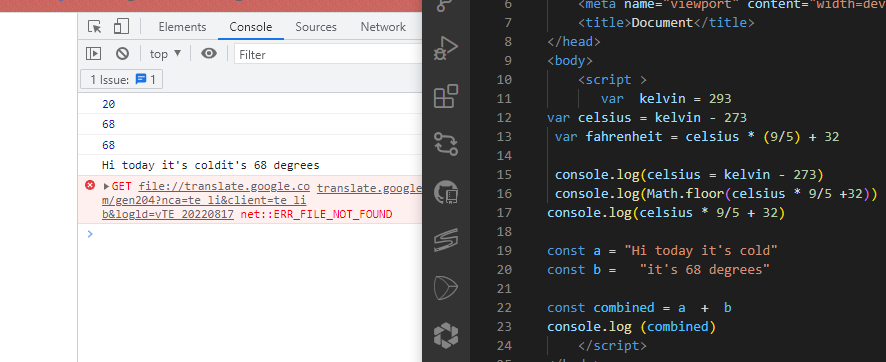 Elements
Console
Sources
Network
top
Filter
1 Issue:
1
20
68
68
Hi today it's coldit's 68 degrees
GET file://translate.google.co translate.google
m/gen204?nca=te_li&client=te_li
b&logld=vTE_20220817 net::ERR_FILE_NOT_FOUND
6 <meta name="viewport" content="width=dev
7 <title>Document</title>
8 </head>
9 <body>
10 <script >
11 var kelvin = 293
12 var celsius = kelvin - 273
13 var fahrenheit = celsius * (9/5) + 32
14
15 console.log(celsius = kelvin - 273)
16 console.log(Math.floor(celsius * 9/5 +32))
17 console.log(celsius * 9/5 + 32)
18
19 const a = "Hi today it's cold"
20 const b = "it's 68 degrees"
21
22 const combined = a + b
23 console.log (combined)
24 </script>